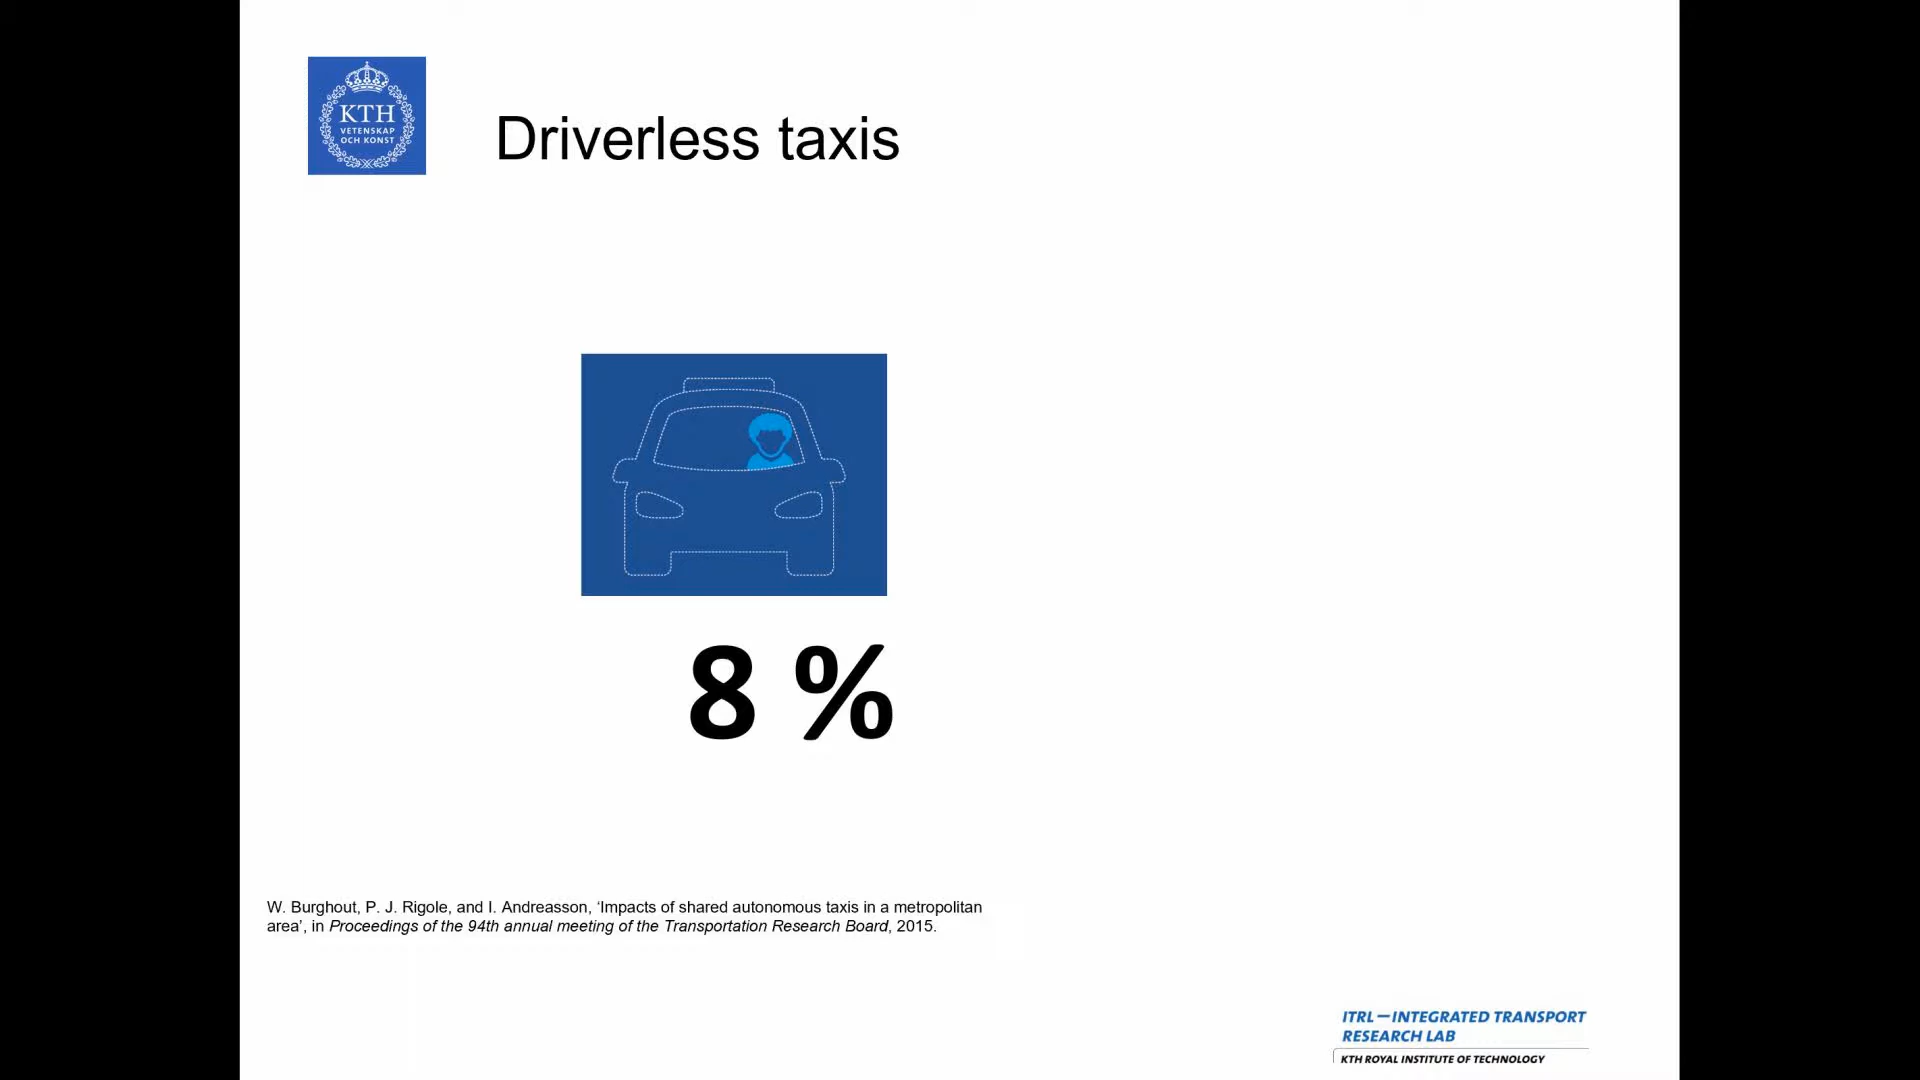 KTH
VETENSKAP
OCH KONST
Driverless taxis
8 %
W. Burghout, P. J. Rigole, and I. Andreasson, ‘Impacts of shared autonomous taxis in a metropolitan
area’, in Proceedings of the 94th annual meeting of the Transportation Research Board, 2015.
ITRL—INTEGRATED TRANSPORT
RESEARCH LAB
KTH ROYAL INSTITUTE OF TECHNOLOGY